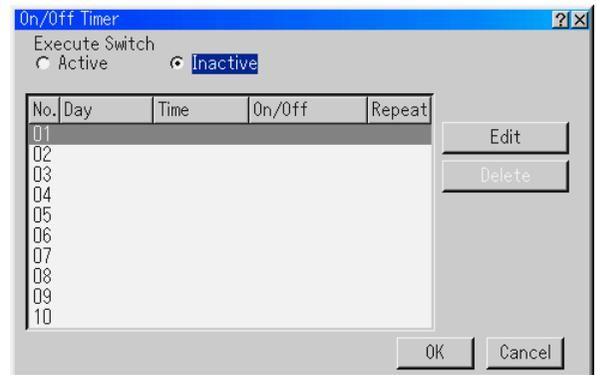 On/Off Timer
Execute Switch
Active Inactive
No. Day Time On/Off Repeat
01
Edit
02
03
Delete
04
05
06
07
08
09
10
OK Cancel